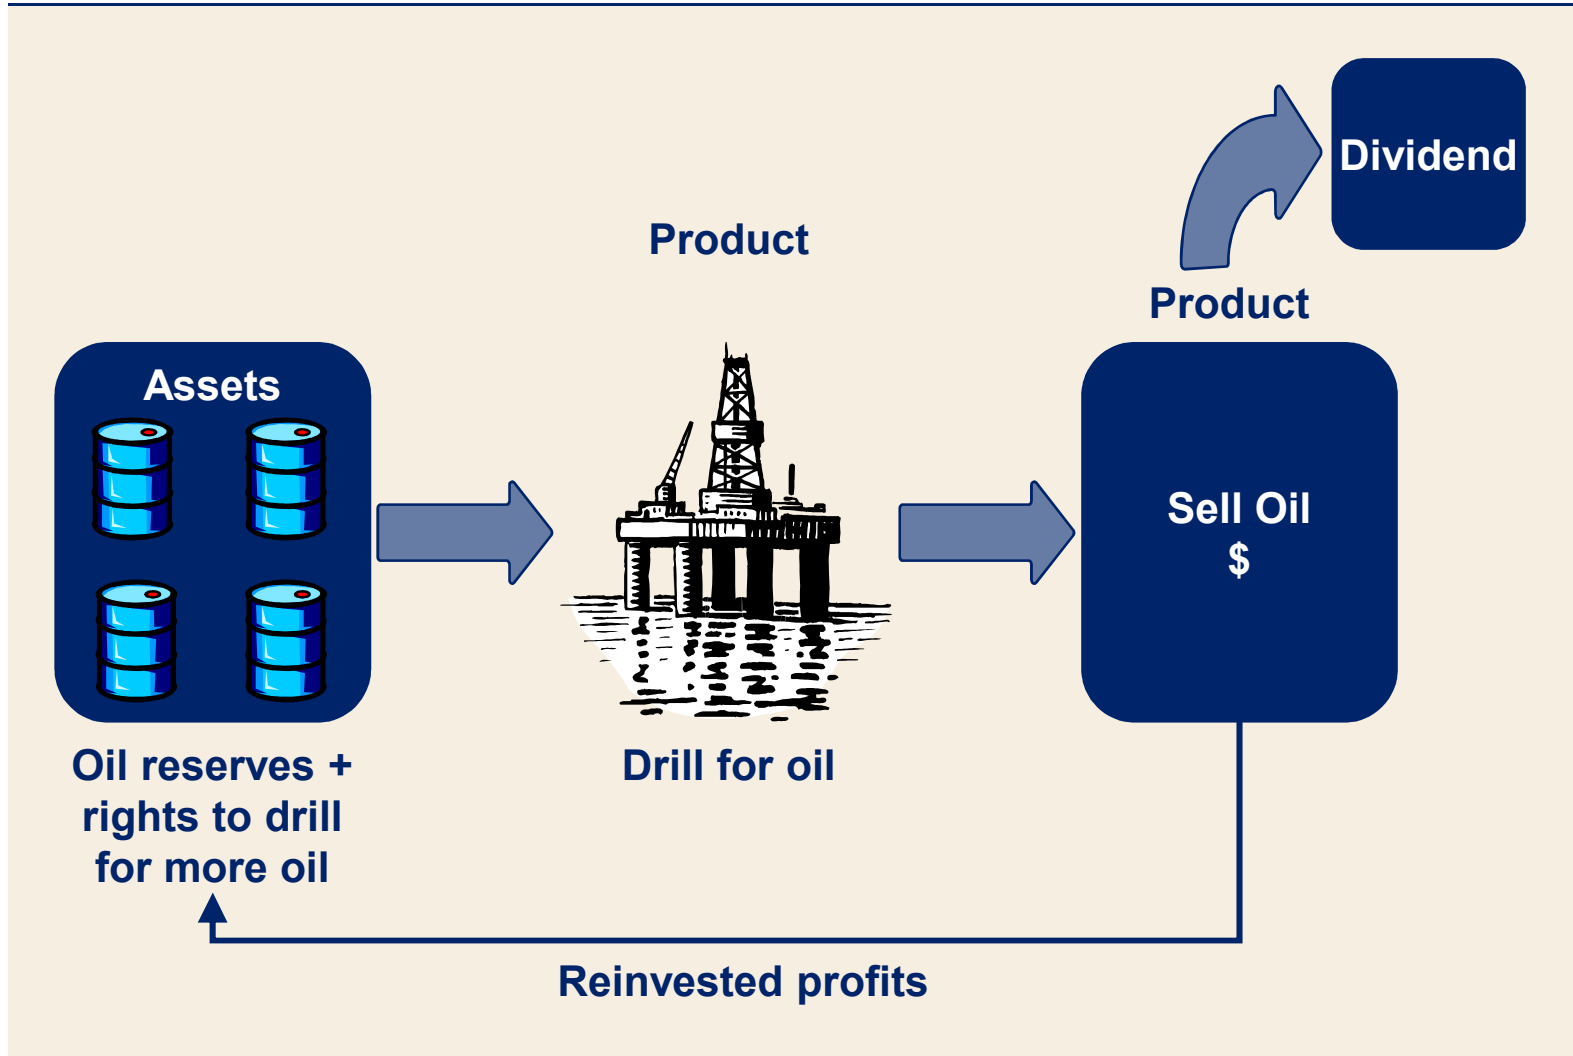 Dividend
Product
Product
Assets
Sell Oil
$
Oil reserves +
rights to drill
for more oil
Drill for oil
Reinvested profits